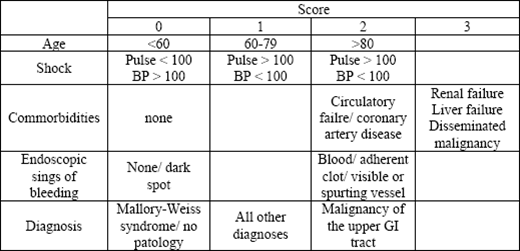 Score
0 1 2 3
Age <60 60-79 >80
Shock Pulse < 100 Pulse > 100 Pulse > 100
BP > 100 BP < 100 BP < 100
Commorbidities none Circulatory failre/ coronary artery disease Renal failure
Liver failure
Disseminated
malignancy
Endoscopic
sings of
bleeding
None/ dark
spot
Blood/ adherent
clot/ visible or
spurting vessel
Diagnosis
Mallory-Weiss
syndrome/ no
patology
All other
diagnoses
Malignancy of
the upper GI
tract